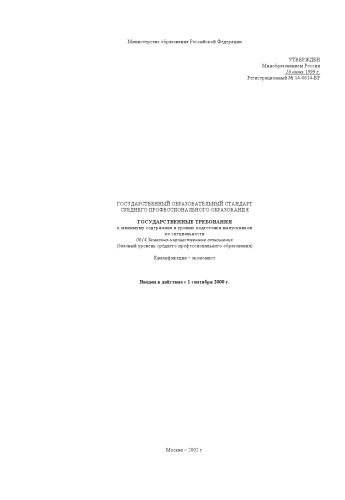 Министерство образования Российской Федерации
УТВЕРЖДЕН
Минобразованием России
28 июня 1999 г.
Регистрационный № 14-0614-БР
ГОСУДАРСТВЕННЫЙ ОБРАЗОВАТЕЛЬНЫЙ СТАНДАРТ
СРЕДНЕГО ПРОФЕССИОНАЛЬНОГО ОБРАЗОВАНИЯ
ГОСУДАРСТВЕННЫЕ ТРЕБОВАНИЯ
к минимуму содержания и уровню подготовки выпускников
по специальности
0614 Земельно-имущественные отношения
(базовый уровень среднего профессионального образования)
Квалификация – экономист
Введен в действие с 1 сентября 2000 г.
Москва – 2002 г.